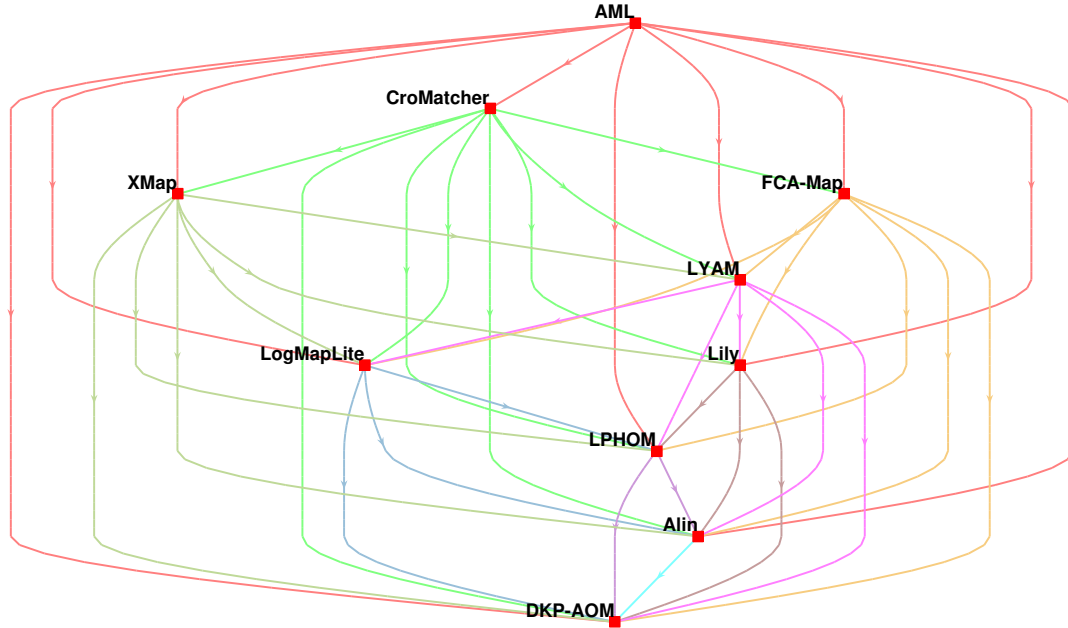 AML
CroMatcher
XMap
FCA-Map
LYAM
LogMapLite
Lily
LPHOM
Alin
DKP-AOM